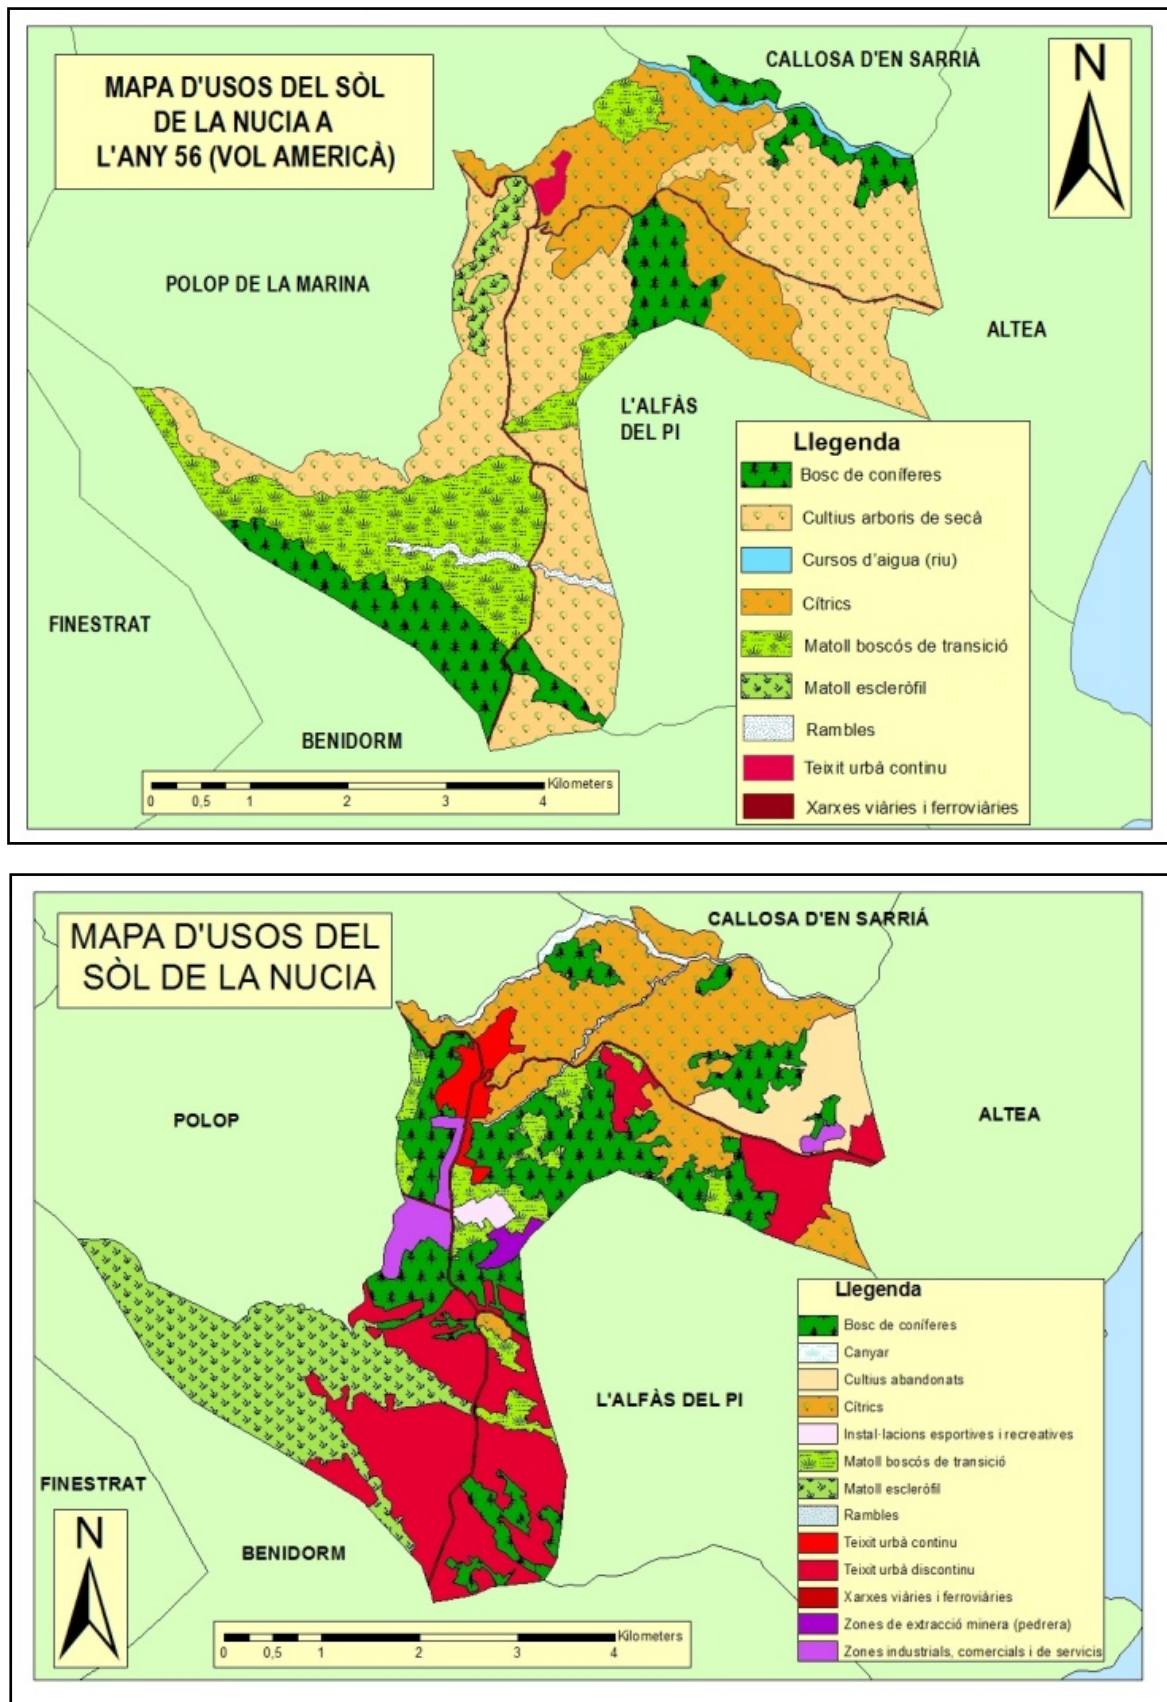 MAPA D'USOS DEL SÒL
DE LA NUCIA A
L'ANY 56 (VOL AMERICÀ)
CALLOSA D'EN SARRIÀ
N
POLOP DE LA MARINA
ALTEA
L'ALFÀS
DEL PI
FINESTRAT
BENIDORM
Llegenda
Bosc de coníferes
Cultius arboris de secà
Cursos d'aigua (riu)
Cítrics
Matoll boscós de transició
Matoll escleròfil
Rambles
Teixit urbà continu
Xarxes viàries i ferroviàries
Kilometers
0 0,5 1 2 3 4
MAPA D'USOS DEL
SÒL DE LA NUCIA
CALLOSA D'EN SARRIÁ
POLOP
ALTEA
L'ALFÀS DEL PI
FINESTRAT
BENIDORM
N
Llegenda
Bosc de coníferes
Canyar
Cultius abandonats
Cítrics
Instal·lacions esportives i recreatives
Matoll boscós de transició
Matoll escleròfil
Rambles
Teixit urbà continu
Teixit urbà discontinu
Xarxes viàries i ferroviàries
Zones de extracció minera (pedrera)
Zones industrials, comercials i de servicis
Kilometers
0 0,5 1 2 3 4